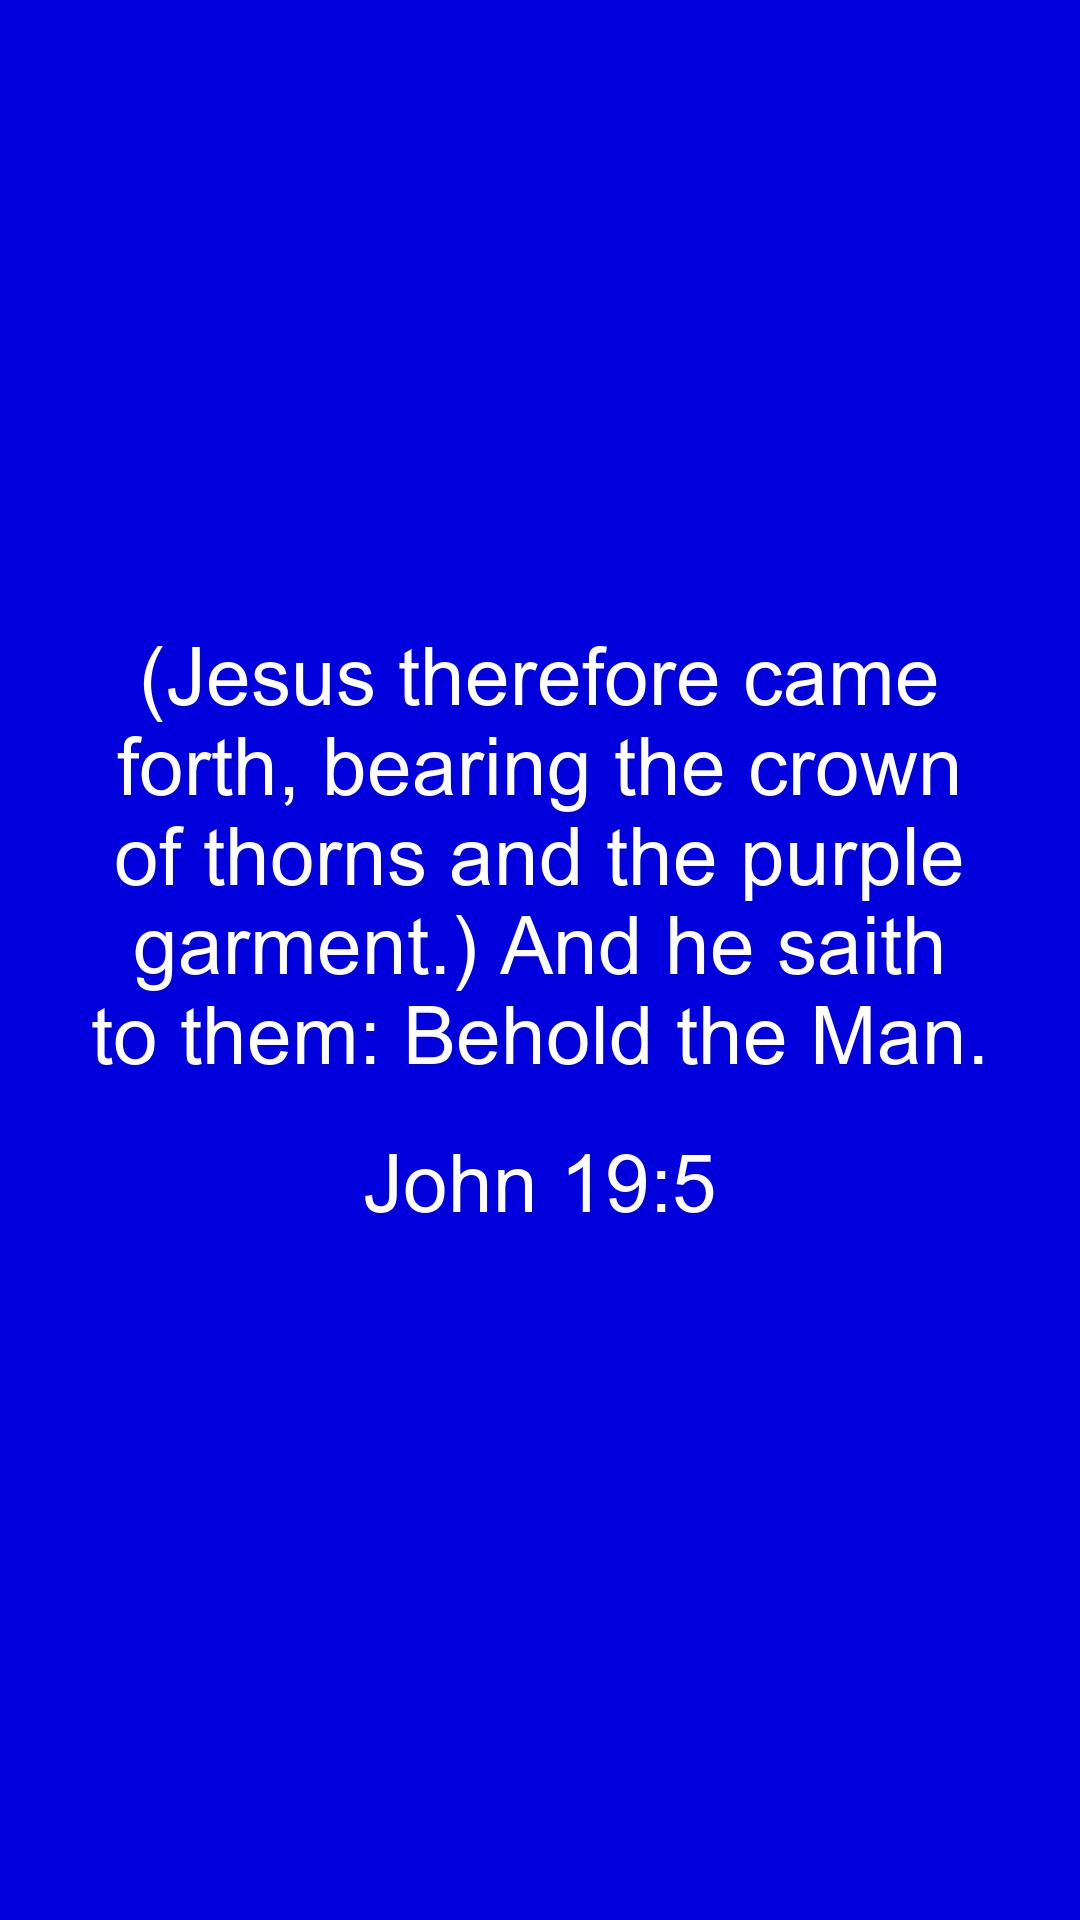 (Jesus therefore came
forth, bearing the crown
of thorns and the purple
garment.) And he saith
to them: Behold the Man.
John 19:5